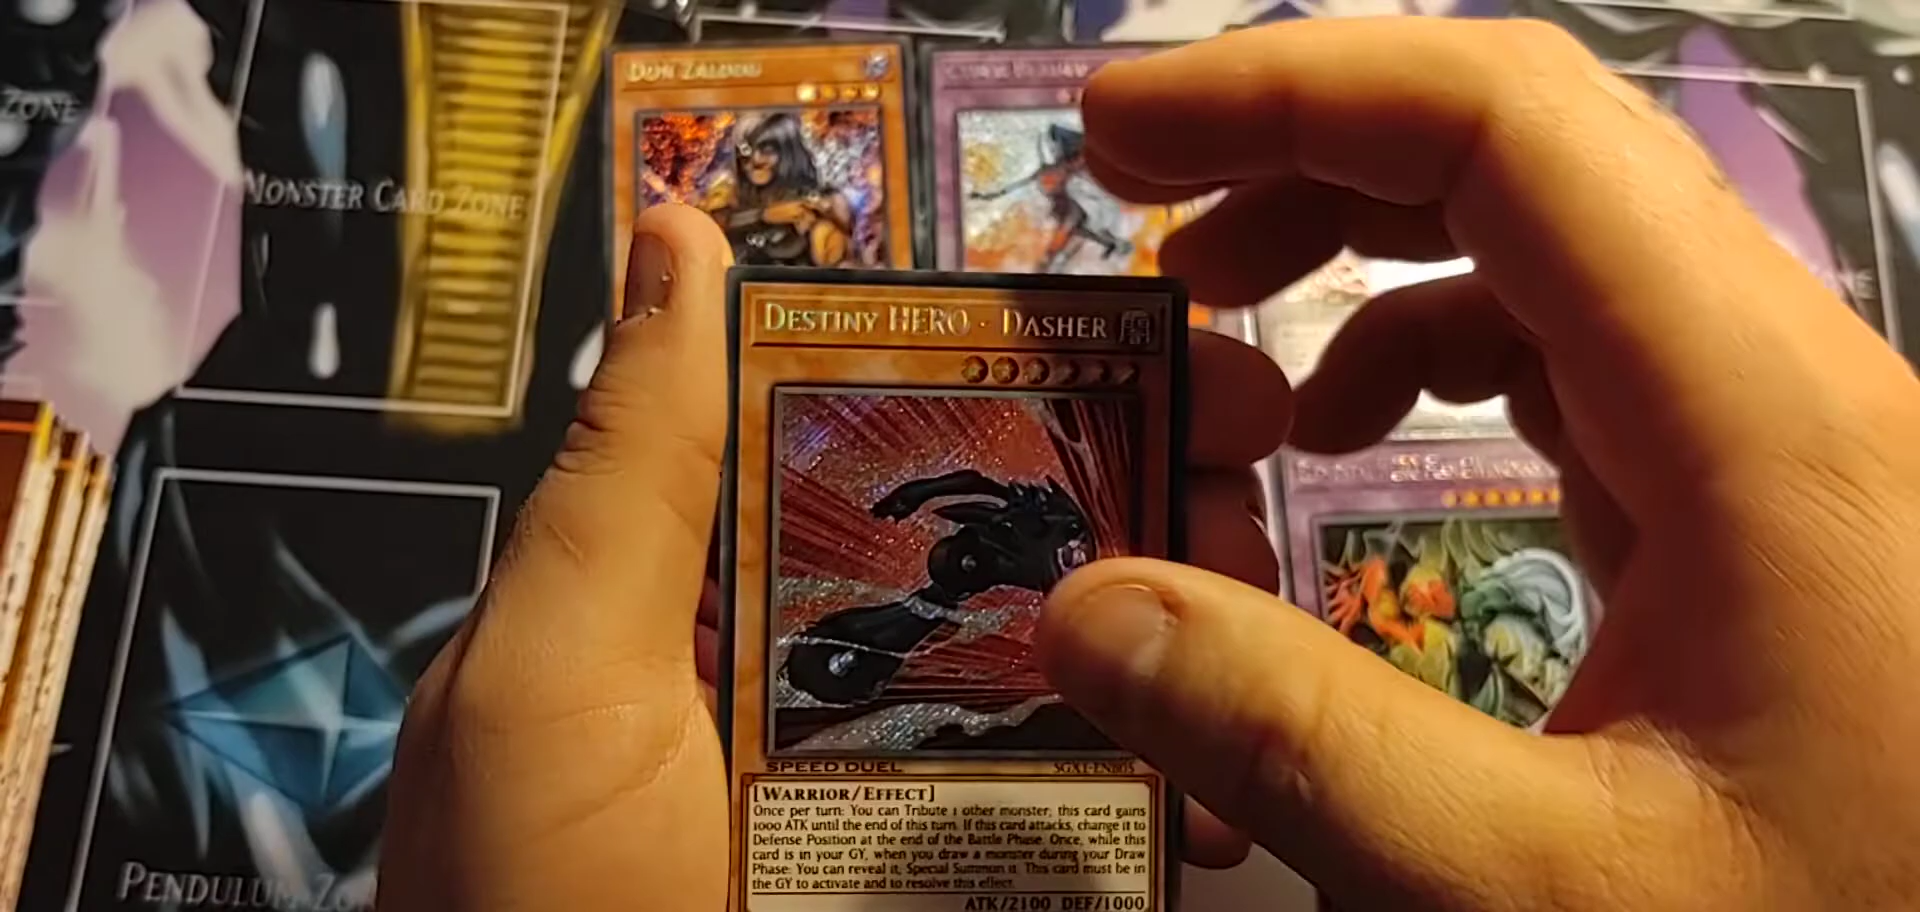 ZONE
MONSTER CARD ZONE
DON ZALOOG
DESTINY HERO - DASHER
SPEED DUEL
SGX1-ENB05
[WARRIOR/EFFECT]
Once per turn: You can Tribute 1 other monster; this card gains
1000 ATK until the end of this turn. If this card attacks, change it to
Defense Position at the end of the Battle Phase. Once, while this
card is in your GY, when you draw a monster during your Draw
Phase: You can reveal it; Special Summon it. This card must be in
the GY to activate and to resolve this effect.
ATK/2100 DEF/1000
PENDULUM ZO